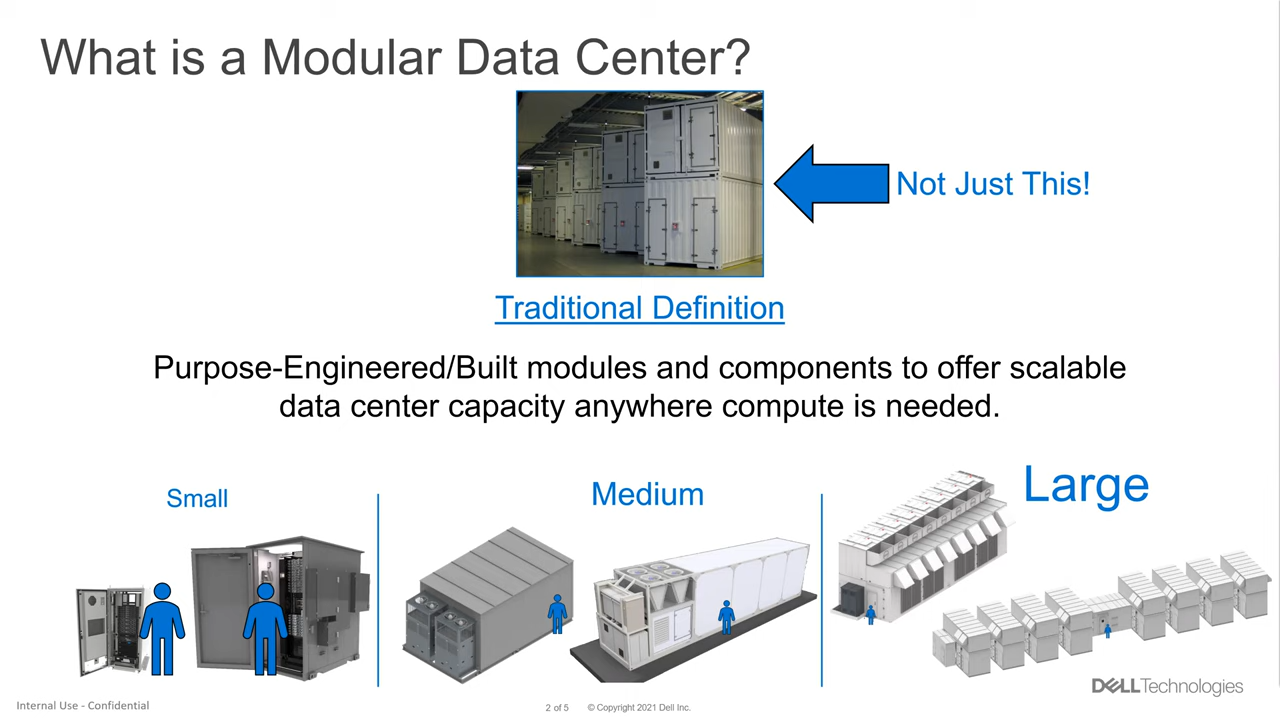 What is a Modular Data Center?
Not Just This!
Traditional Definition
Purpose-Engineered/Built modules and components to offer scalable
data center capacity anywhere compute is needed.
Small
Medium
Large
DELLTechnologies
Internal Use - Confidential
2 of 5
© Copyright 2021 Dell Inc.